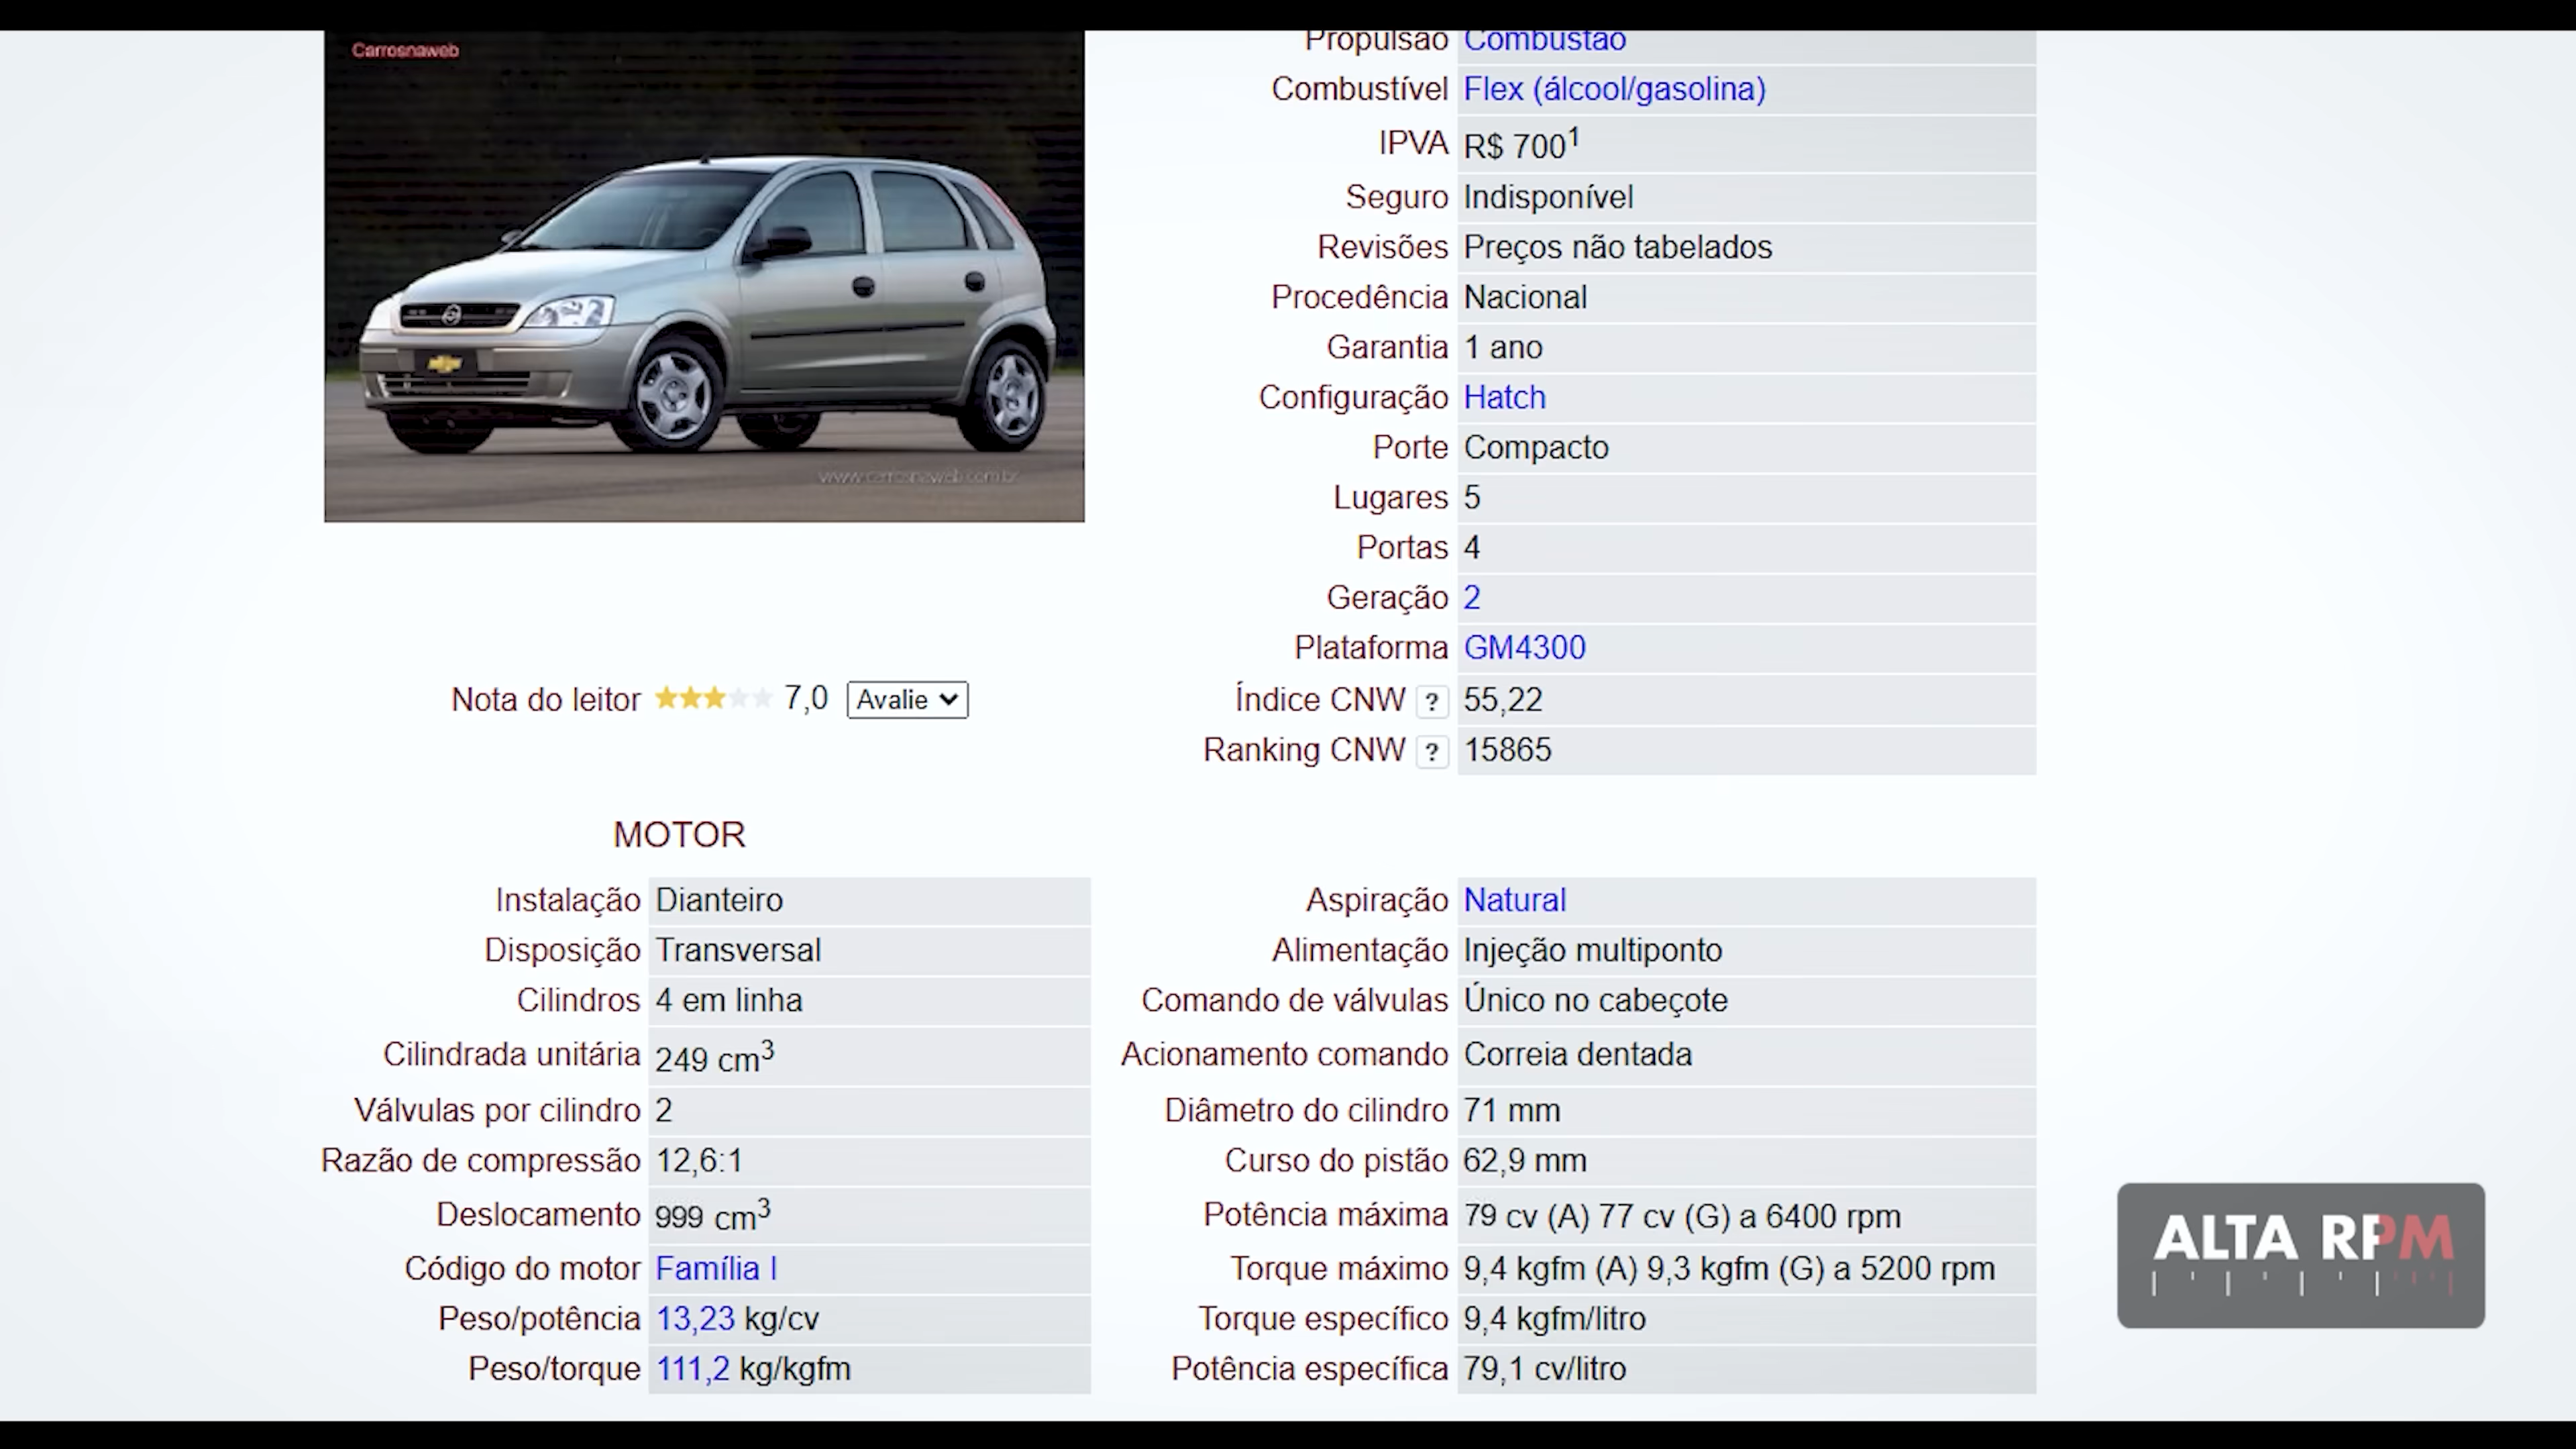 Carrosnaweb
www.carrosnaweb.com.br
Propulsão Combustão
Combustível Flex (álcool/gasolina)
IPVA R$ 700¹
Seguro Indisponível
Revisões Preços não tabelados
Procedência Nacional
Garantia 1 ano
Configuração Hatch
Porte Compacto
Lugares 5
Portas 4
Geração 2
Plataforma GM4300
Nota do leitor 7,0 Avalie
Índice CNW ? 55,22
Ranking CNW ? 15865
MOTOR
Instalação Dianteiro
Aspiração Natural
Disposição Transversal
Alimentação Injeção multiponto
Cilindros 4 em linha
Comando de válvulas Único no cabeçote
Cilindrada unitária 249 cm³
Acionamento comando Correia dentada
Válvulas por cilindro 2
Diâmetro do cilindro 71 mm
Razão de compressão 12,6:1
Curso do pistão 62,9 mm
Deslocamento 999 cm³
Potência máxima 79 cv (A) 77 cv (G) a 6400 rpm
Código do motor Família I
Torque máximo 9,4 kgfm (A) 9,3 kgfm (G) a 5200 rpm
Peso/potência 13,23 kg/cv
Torque específico 9,4 kgfm/litro
Peso/torque 111,2 kg/kgfm
Potência específica 79,1 cv/litro
ALTA RPM